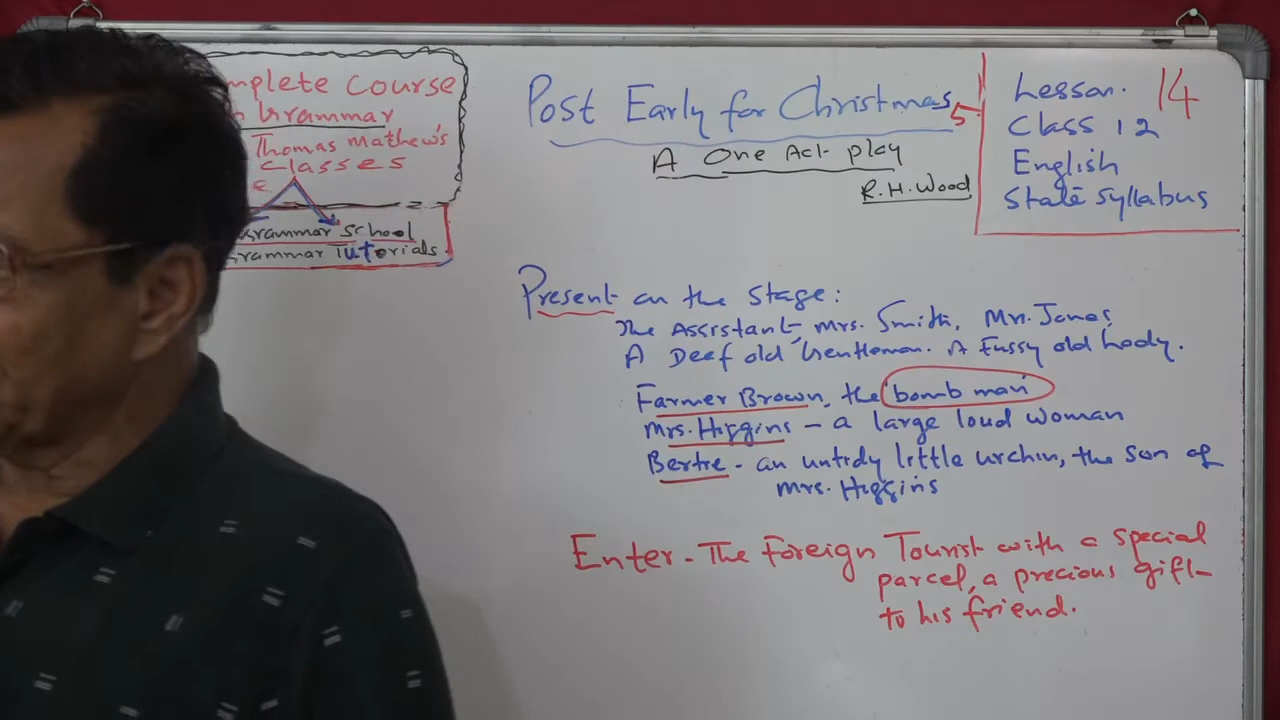 mplete Course
Grammar
Thomas Mathew's
Classes
Grammar School
Grammar Tutorials.
Post Early for Christmas 5
A One Act play
R.H. Wood
Lesson. 14
Class 12
English
State Syllabus
Present on the Stage:
The Assistant, Mrs. Smith, Mr. Jones,
A Deef old Gentleman. A Fussy old lady.
Farmer Brown, the 'bomb man'
Mrs. Higgins - a large loud woman
Bertie - an untidy little urchin, the son of
Mrs. Higgins
Enter - The Foreign Tourist with a special
parcel, a precious gift
to his friend.